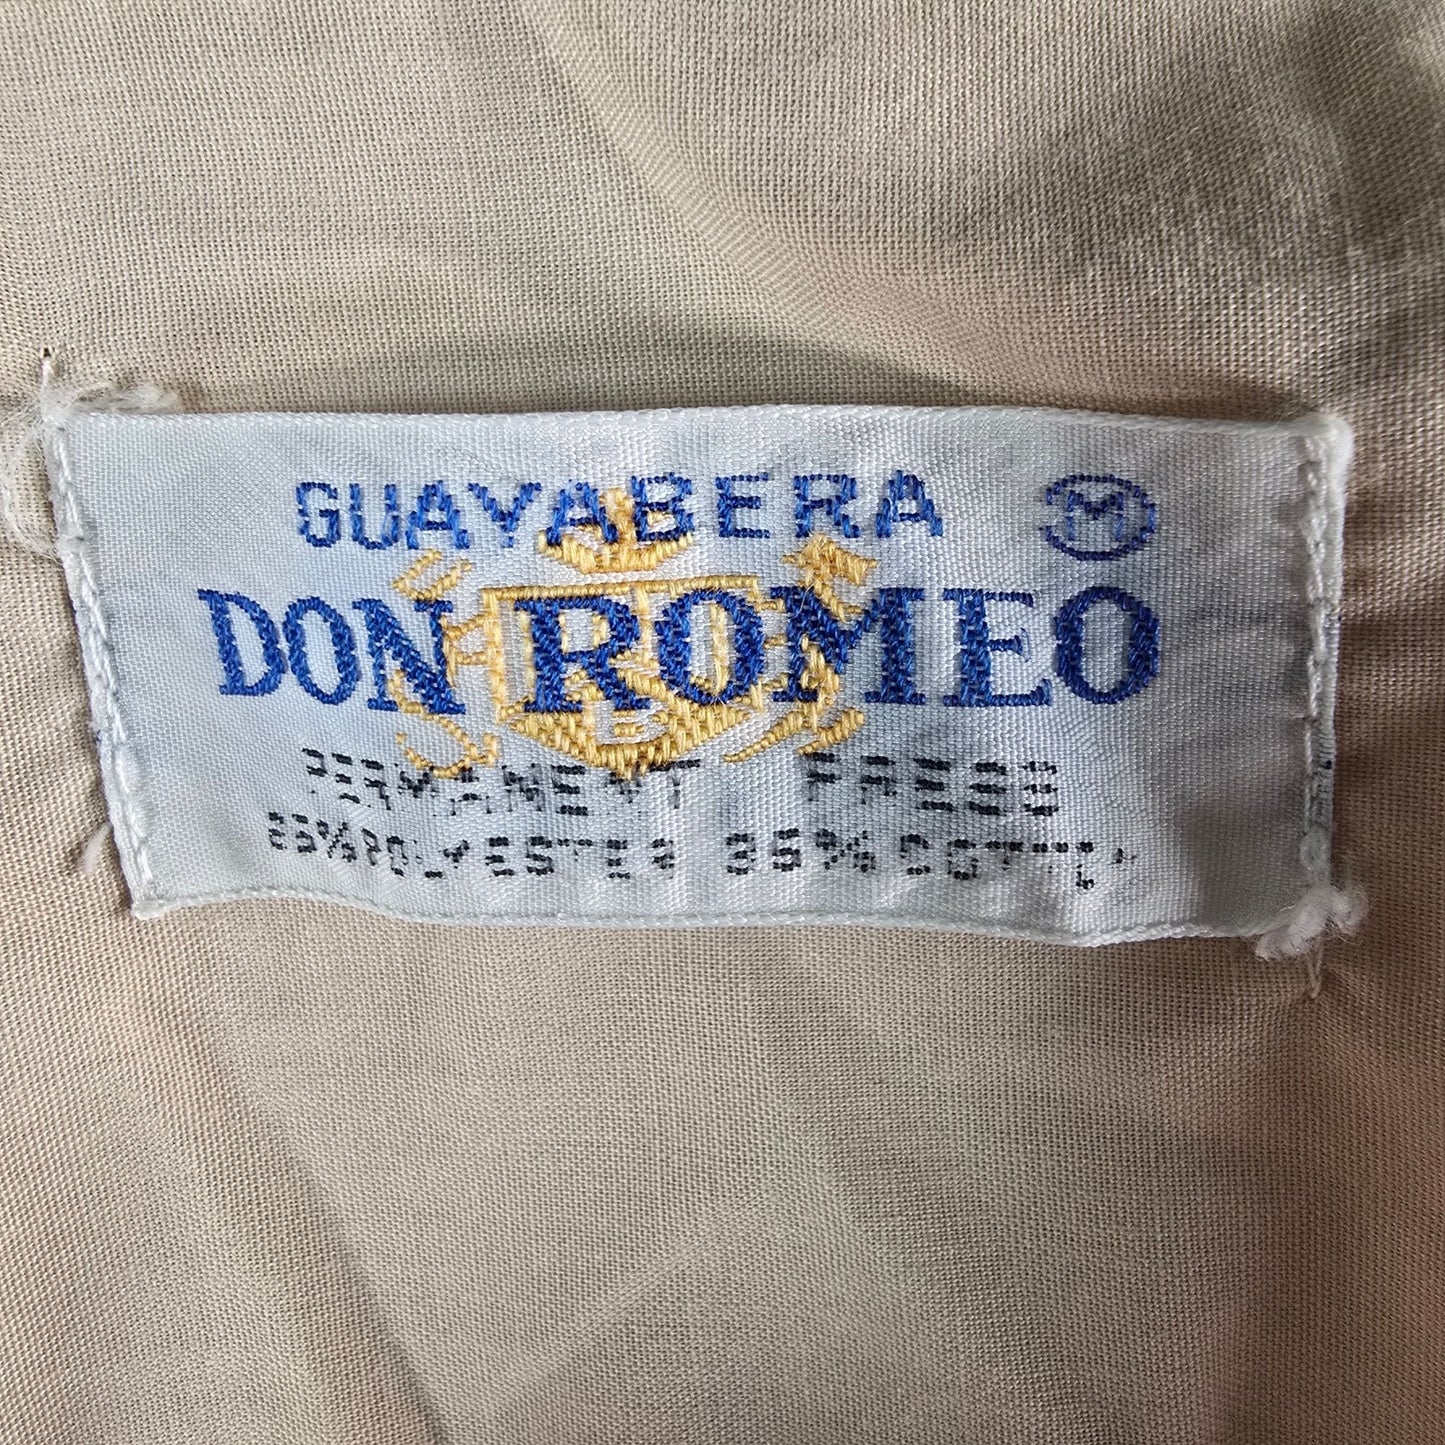 GUAYABERA M
DON ROMEO
PERMANENT PRESS
65% POLYESTER 35% COTTON